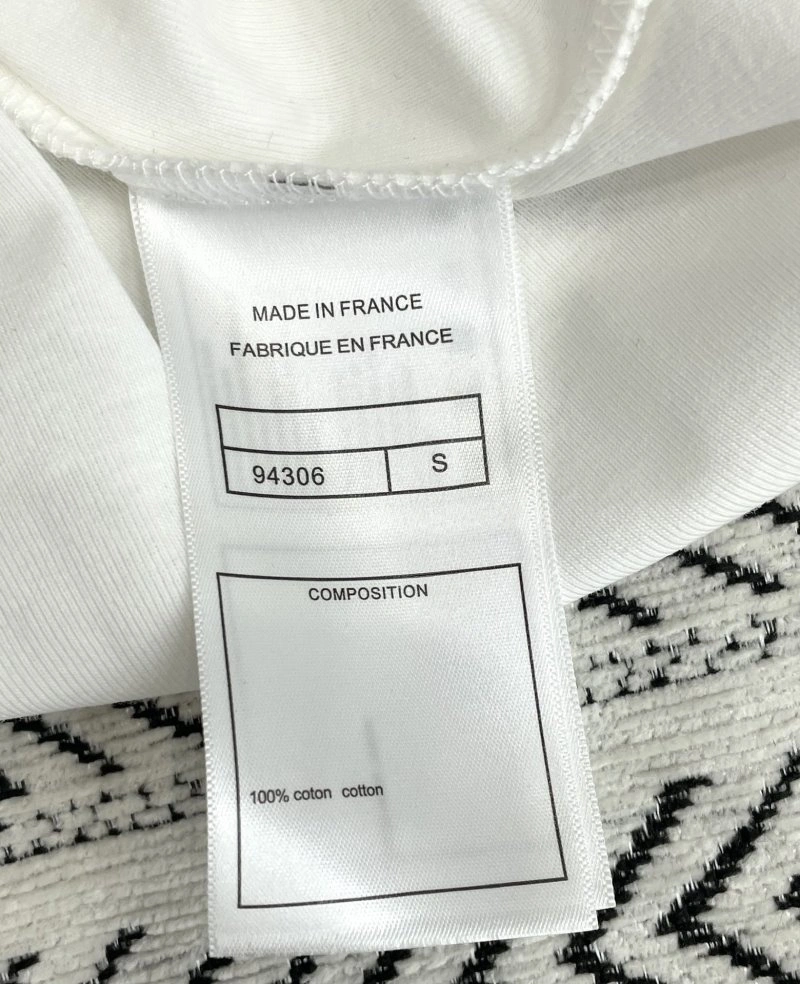 MADE IN FRANCE
FABRIQUE EN FRANCE
94306 S
COMPOSITION
100% coton cotton